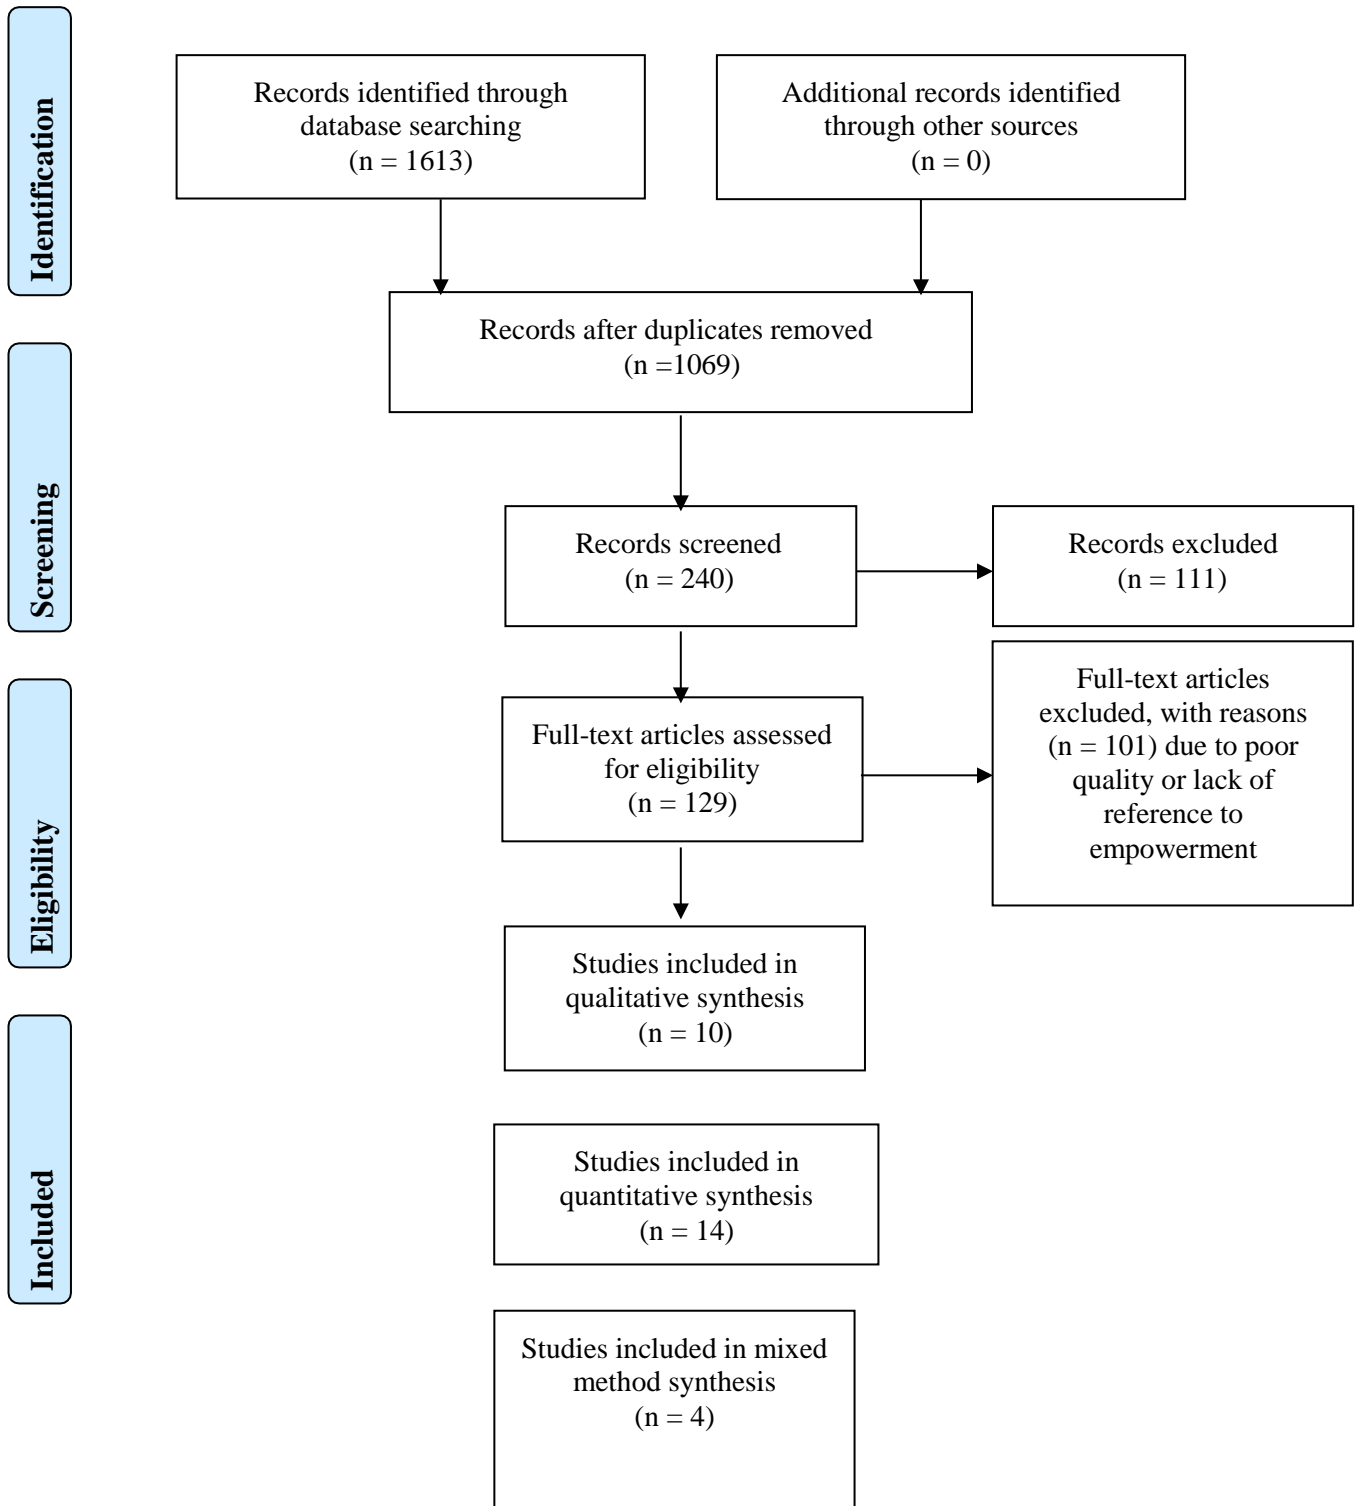 Identification
Records identified through
database searching
(n = 1613)
Additional records identified
through other sources
(n = 0)
Records after duplicates removed
(n =1069)
Screening
Records screened
(n = 240)
Records excluded
(n = 111)
Eligibility
Full-text articles assessed
for eligibility
(n = 129)
Full-text articles
excluded, with reasons
(n = 101) due to poor
quality or lack of
reference to
empowerment
Studies included in
qualitative synthesis
(n = 10)
Included
Studies included in
quantitative synthesis
(n = 14)
Studies included in mixed
method synthesis
(n = 4)